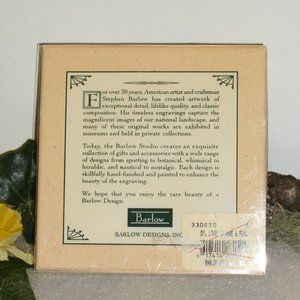 For over 30 years, American artist and craftsman
Stephen Barlow has created artwork of
exceptional detail, lifelike quality, and classic
composition. His timeless engravings capture the
magnificent images of our national landscape, and
many of these original works are exhibited in
museums and held in private collections.
Today, the Barlow Studio creates an exquisite
collection of gifts and accessories with a wide range
of designs from sporting to botanical, whimsical to
heraldic, and nautical to nostalgic. Each design is
skillfully hand-finished and painted to enhance the
beauty of the engraving.
We hope that you enjoy the rare beauty of a
Barlow Design.
Barlow
BARLOW DESIGNS, INC
330610